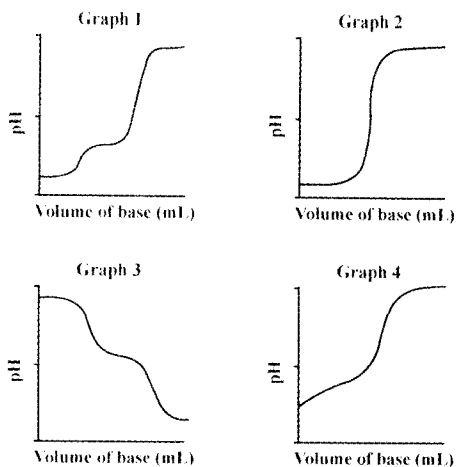 Graph 1
pH
Volume of base (mL)
Graph 2
pH
Volume of base (mL)
Graph 3
pH
Volume of base (mL)
Graph 4
pH
Volume of base (mL)